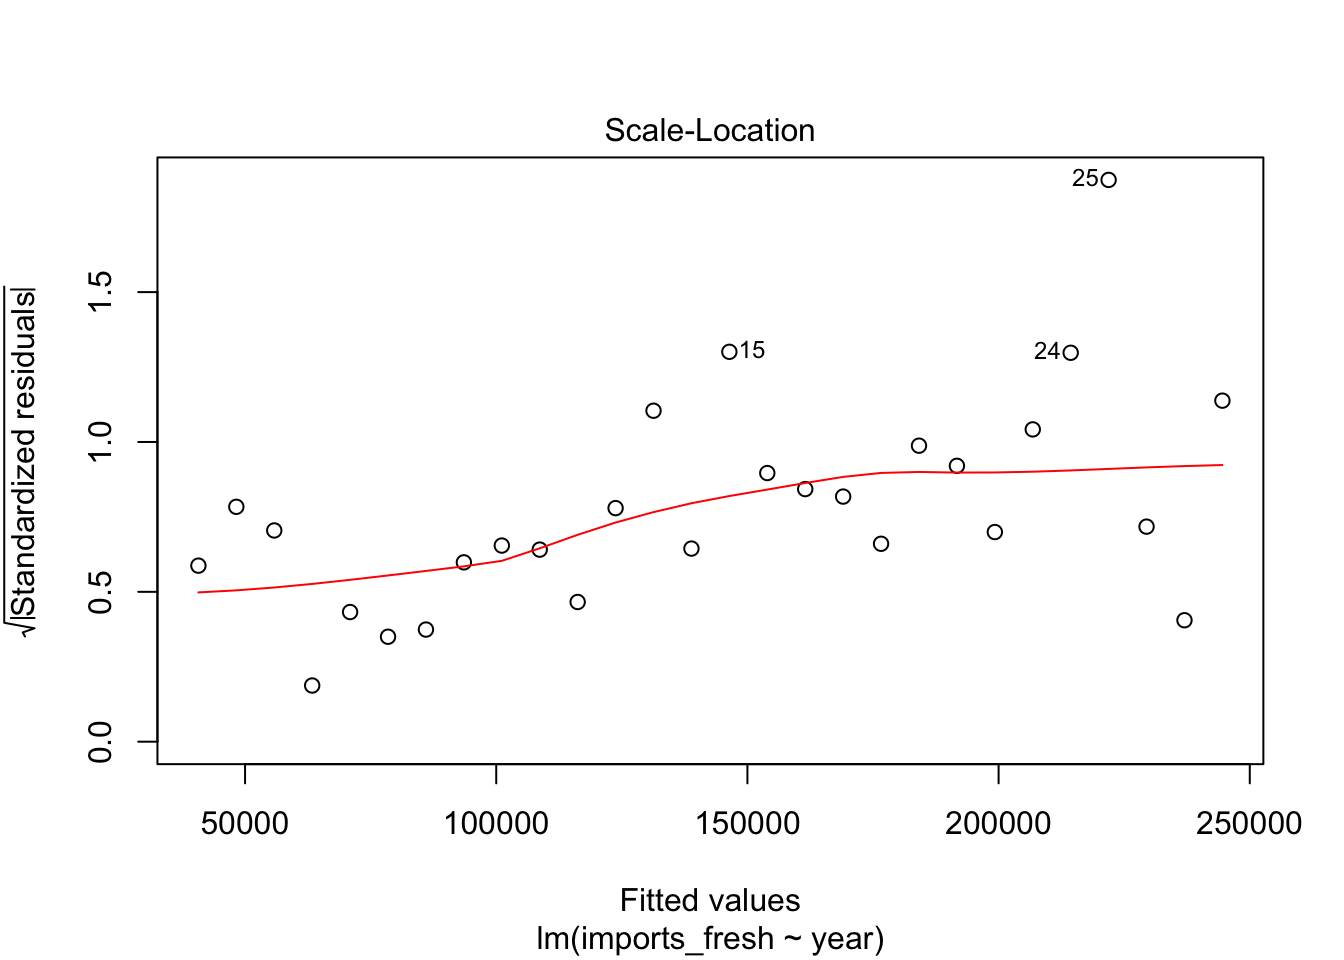 Scale-Location
√|Standardized residuals|
1.5
1.0
0.5
0.0
25
15
24
50000 100000 150000 200000 250000
Fitted values
lm(imports_fresh ~ year)